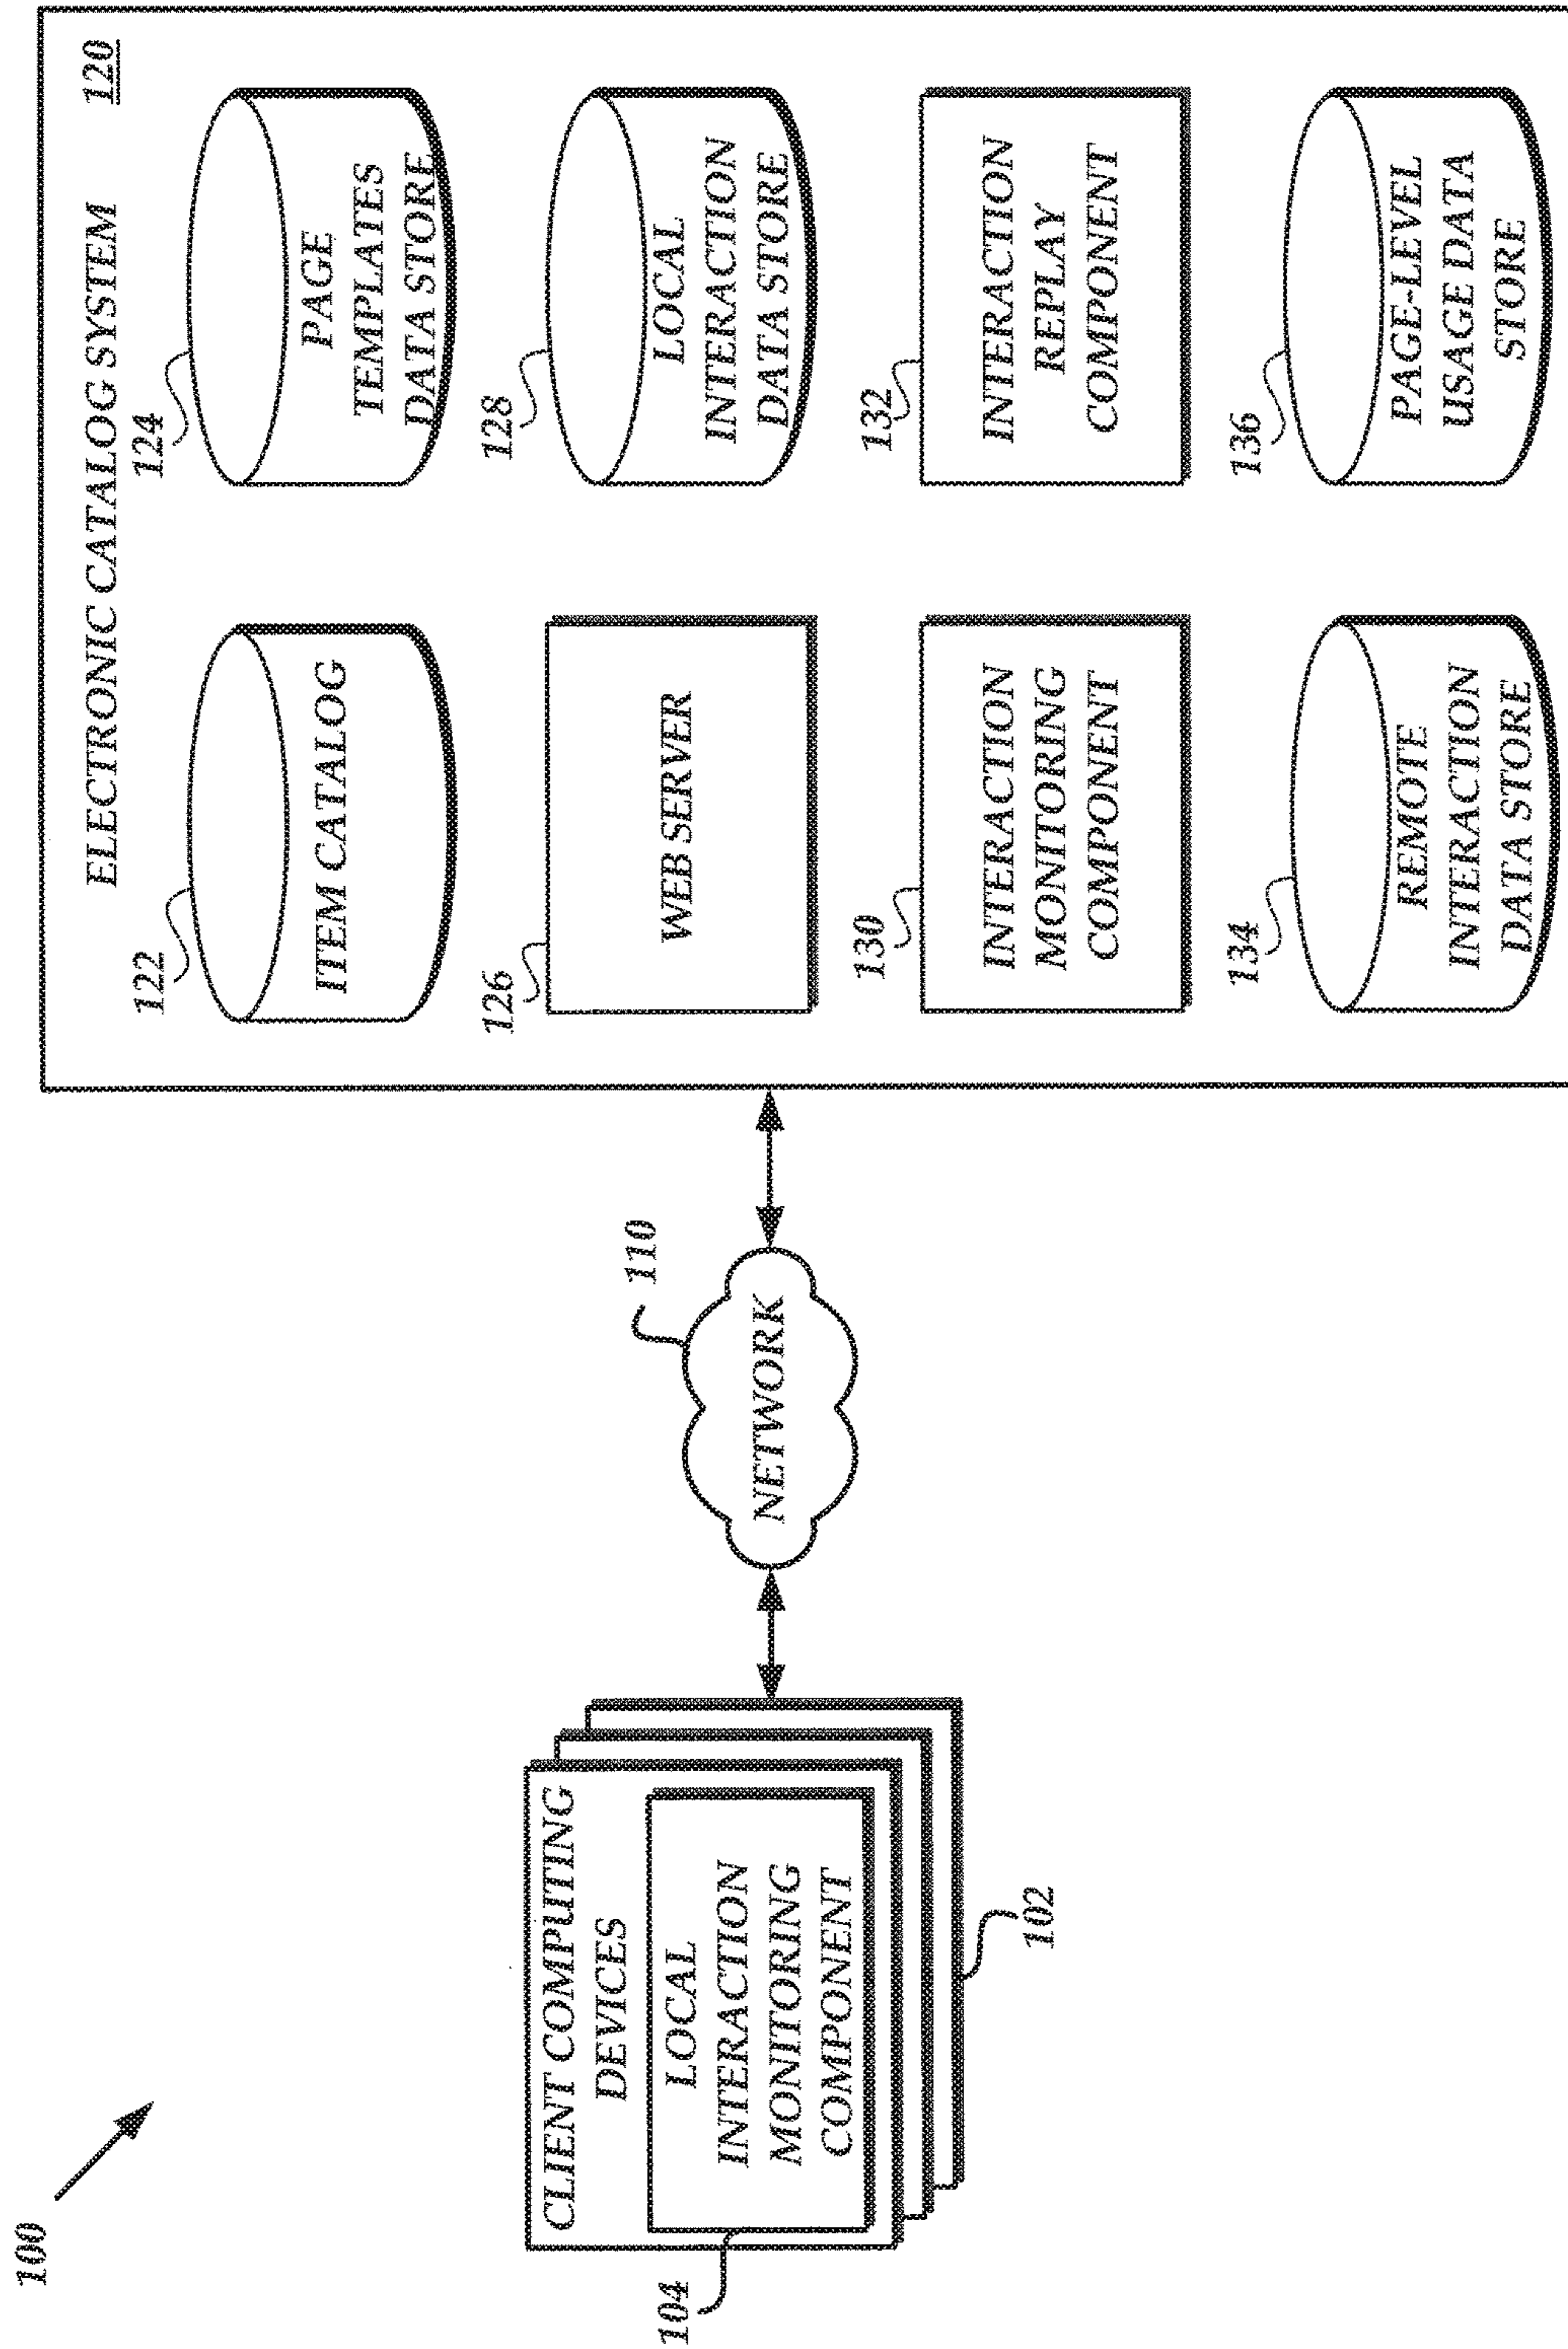 100
CLIENT COMPUTING
DEVICES
LOCAL
INTERACTION
MONITORING
COMPONENT
104
102
NETWORK
110
ELECTRONIC CATALOG SYSTEM
120
122
ITEM CATALOG
124
PAGE
TEMPLATES
DATA STORE
126
WEB SERVER
128
LOCAL
INTERACTION
DATA STORE
130
INTERACTION
MONITORING
COMPONENT
132
INTERACTION
REPLAY
COMPONENT
134
REMOTE
INTERACTION
DATA STORE
136
PAGE-LEVEL
USAGE DATA
STORE